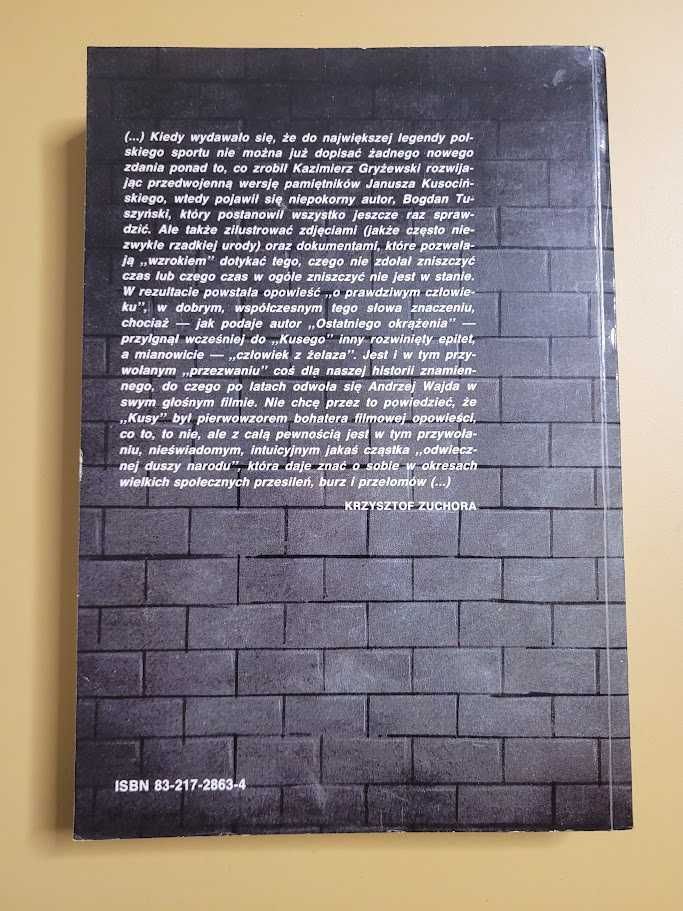 (...) Kiedy wydawało się, że do największej legendy pol-
skiego sportu nie można już dopisać żadnego nowego
zdania ponad to, co zrobił Kazimierz Gryżewski rozwija-
jąc przedwojenną wersję pamiętników Janusza Kusociń-
skiego, wtedy pojawił się niepokorny autor, Bogdan Tu-
szyński, który postanowił wszystko jeszcze raz spraw-
dzić. Ale także zilustrować zdjęciami (jakże często nie-
zwykle rzadkiej urody) oraz dokumentami, które pozwala-
ją ,,wzrokiem” dotykać tego, czego nie zdołał zniszczyć
czas lub czego czas w ogóle zniszczyć nie jest w stanie.
W rezultacie powstała opowieść ,,o prawdziwym człowie-
ku”, w dobrym, współczesnym tego słowa znaczeniu,
chociaż — jak podaje autor ,,Ostatniego okrążenia” —
przylgnął wcześniej do ,,Kusego” inny rozwinięty epitet,
a mianowicie — ,,człowiek z żelaza”. Jest i w tym przy-
wołanym ,,przezwaniu” coś dla naszej historii znamien-
nego, do czego po latach odwoła się Andrzej Wajda w
swym głośnym filmie. Nie chcę przez to powiedzieć, że
,,Kusy” był pierwowzorem bohatera filmowej opowieści,
co to, to nie, ale z całą pewnością jest w tym przywoła-
niu, nieświadomym, intuicyjnym jakaś cząstka ,,odwiecz-
nej duszy narodu”, która daje znać o sobie w okresach
wielkich społecznych przesileń, burz i przełomów (...)
KRZYSZTOF ZUCHORA
ISBN 83-217-2863-4